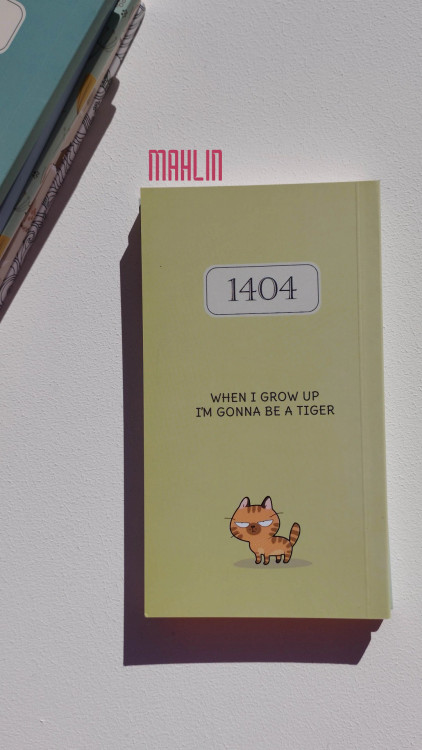 MAHLIN
1404
WHEN I GROW UP
I'M GONNA BE A TIGER